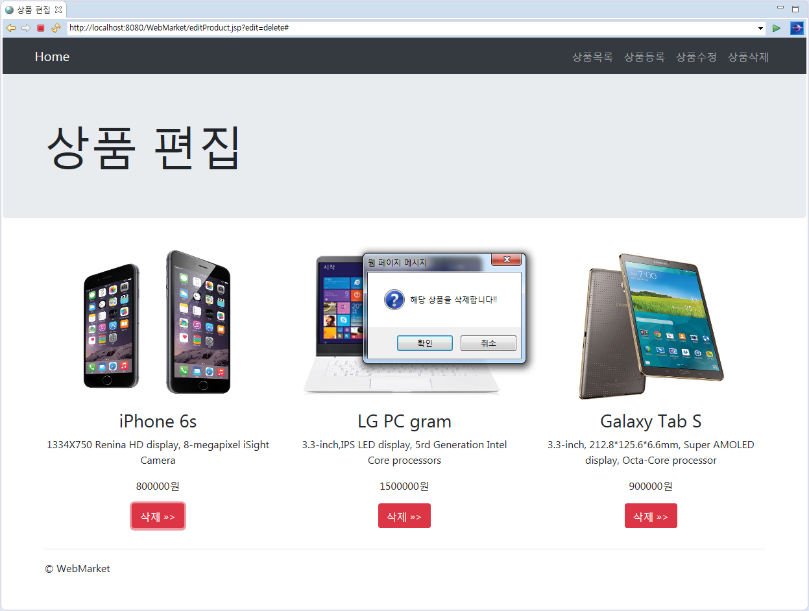 상품 편집
http://localhost:8080/WebMarket/editProduct.jsp?edit=delete#
Home
상품목록 상품등록 상품수정 상품삭제
상품 편집
시작
웹 페이지 메시지
해당 상품을 삭제합니다!!
확인 취소
7:00
iPhone 6s
1334X750 Renina HD display, 8-megapixel iSight
Camera
800000원
삭제 »>
LG PC gram
3.3-inch,IPS LED display, 5rd Generation Intel
Core processors
1500000원
삭제 »>
Galaxy Tab S
3.3-inch, 212.8*125.6*6.6mm, Super AMOLED
display, Octa-Core processor
900000원
삭제 »>
© WebMarket